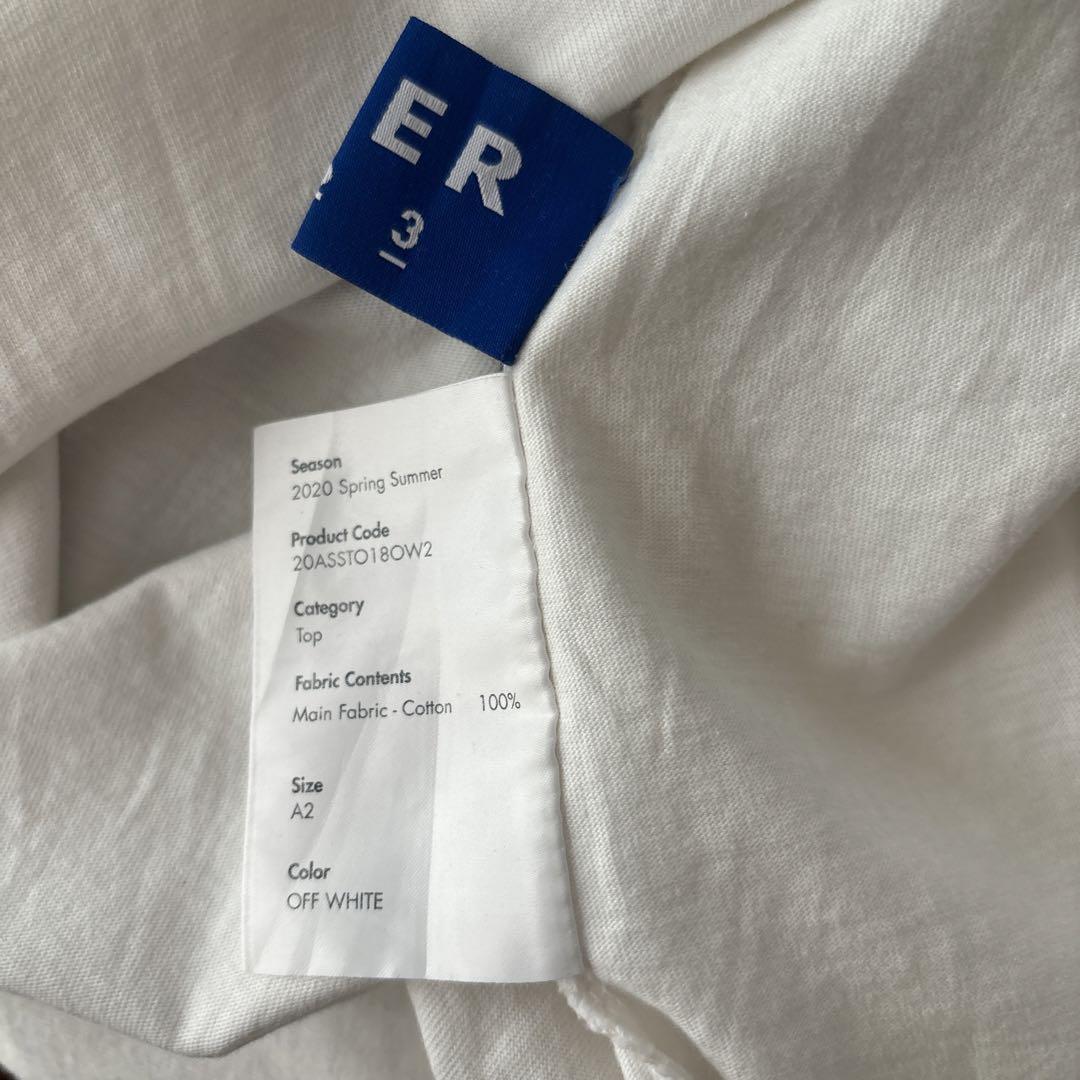 ER
3
Season
2020 Spring Summer
Product Code
20ASSTO18OW2
Category
Top
Fabric Contents
Main Fabric - Cotton 100%
Size
A2
Color
OFF WHITE